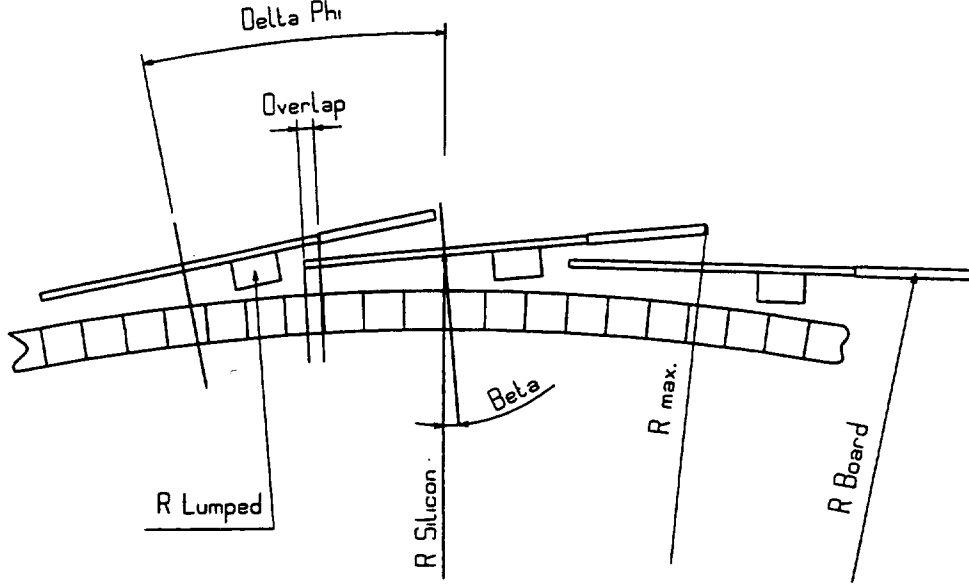 Delta Phi
Overlap
Beta
R max.
R Board
R Lumped
R Silicon